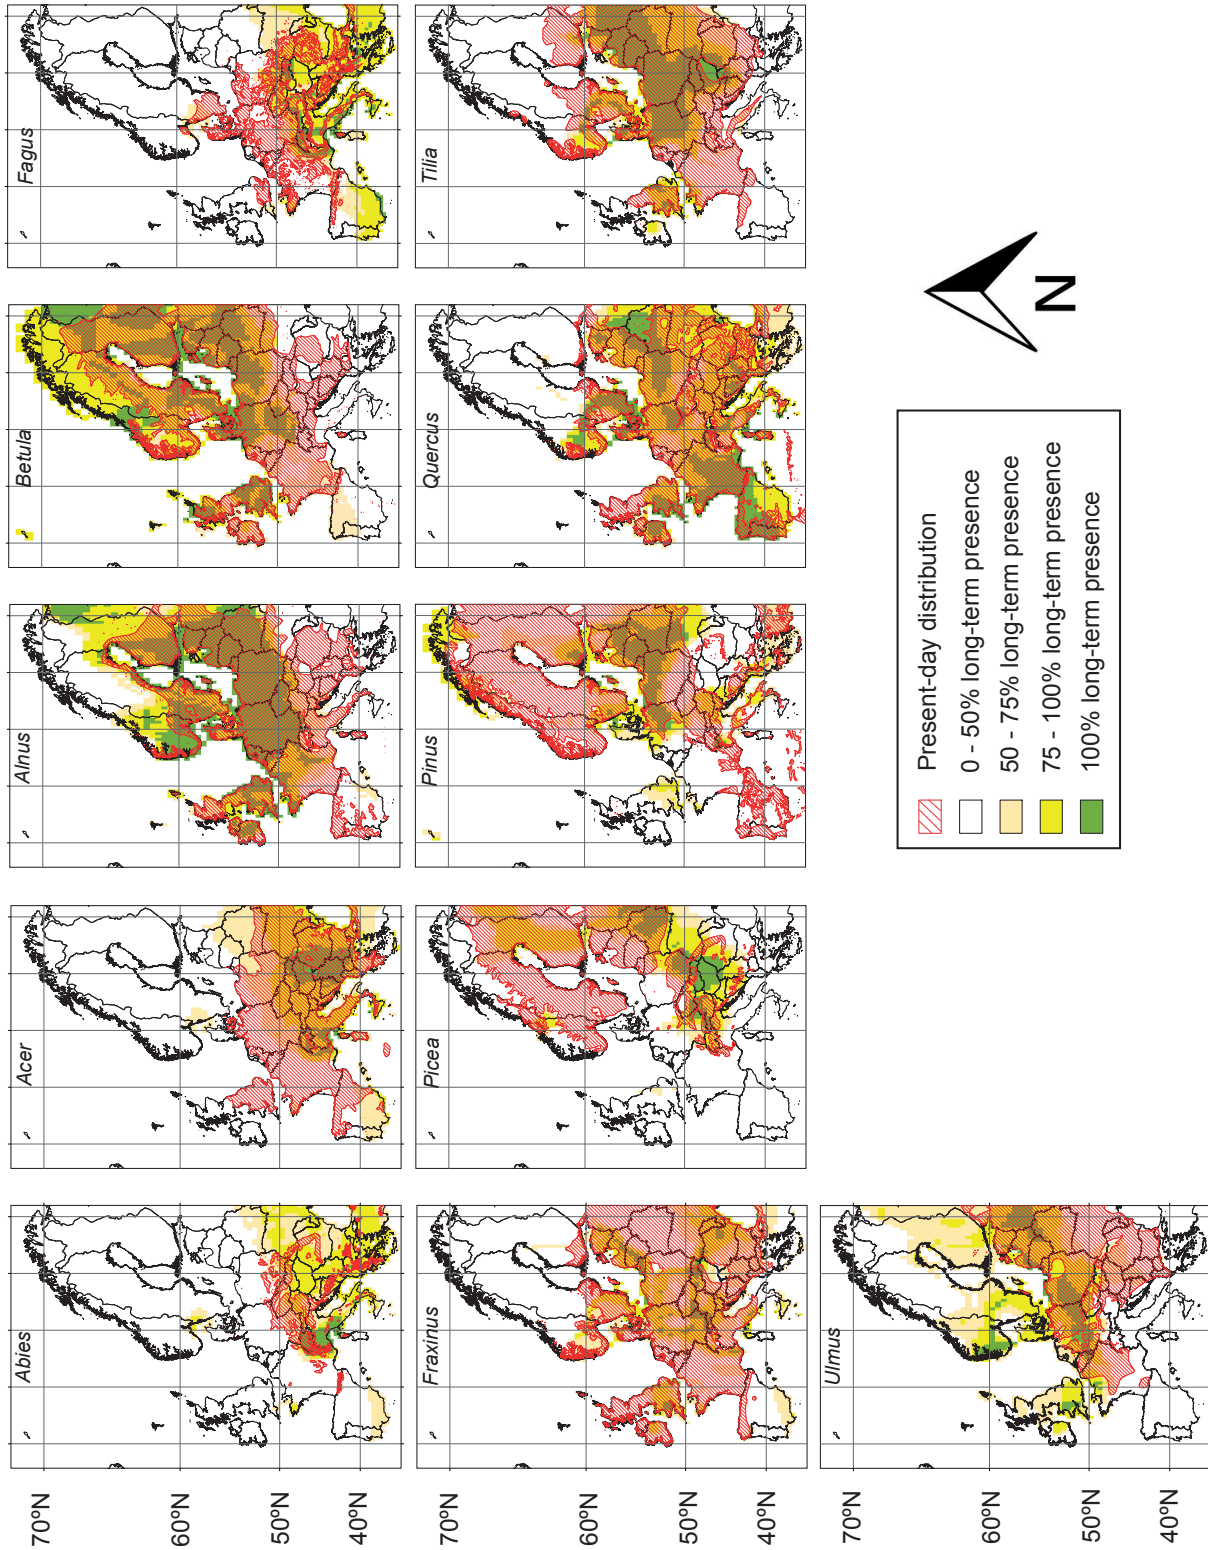 Abies
Acer
Alnus
Betula
Fagus
70°N
60°N
50°N
40°N
Fraxinus
Picea
Pinus
Quercus
Tilia
70°N
60°N
50°N
40°N
Ulmus
70°N
60°N
50°N
40°N
Present-day distribution
0 - 50% long-term presence
50 - 75% long-term presence
75 - 100% long-term presence
100% long-term presence
N